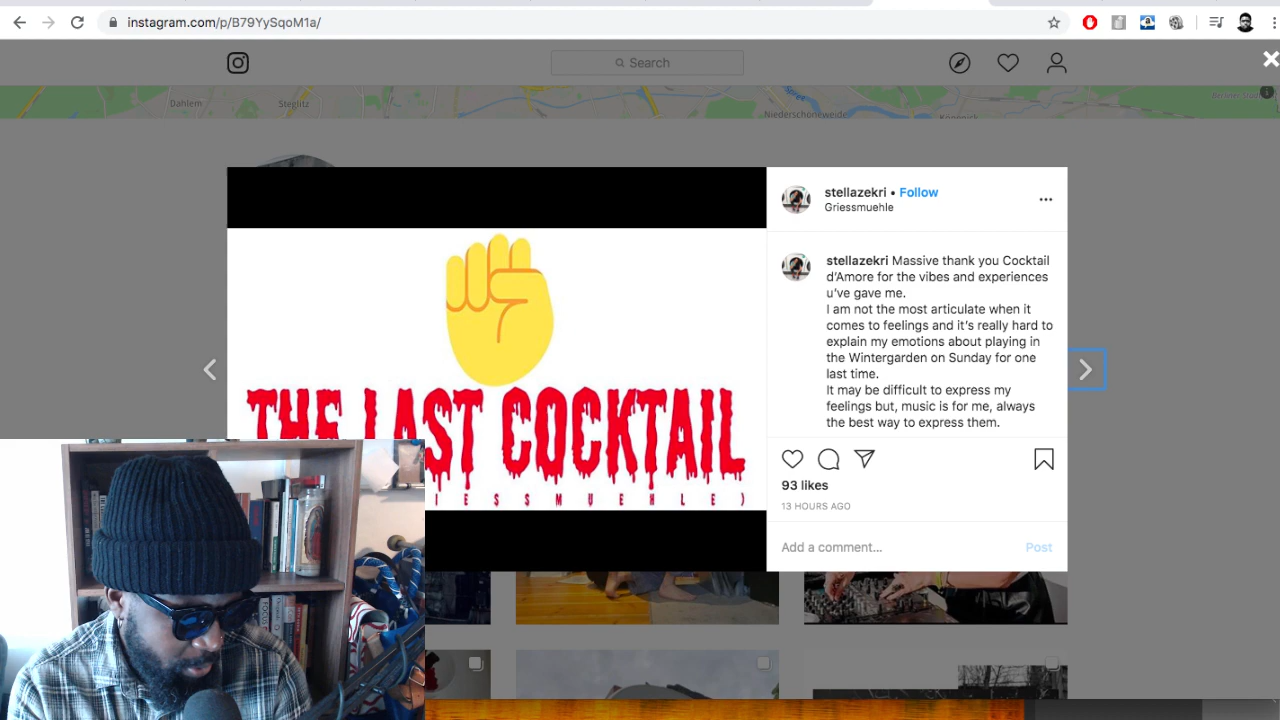 instagram.com/p/B79YySqoM1a/
Search
Dahlem
Steglitz
Spree
Niederschöneweide
Köpenick
stellazekri • Follow
Griessmuehle
THE LAST COCKTAIL
IESSMUEHLE)
stellazekri Massive thank you Cocktail
d'Amore for the vibes and experiences
u've gave me.
I am not the most articulate when it
comes to feelings and it's really hard to
explain my emotions about playing in
the Wintergarden on Sunday for one
last time.
It may be difficult to express my
feelings but, music is for me, always
the best way to express them.
93 likes
13 HOURS AGO
Add a comment...
Post
FOCUS